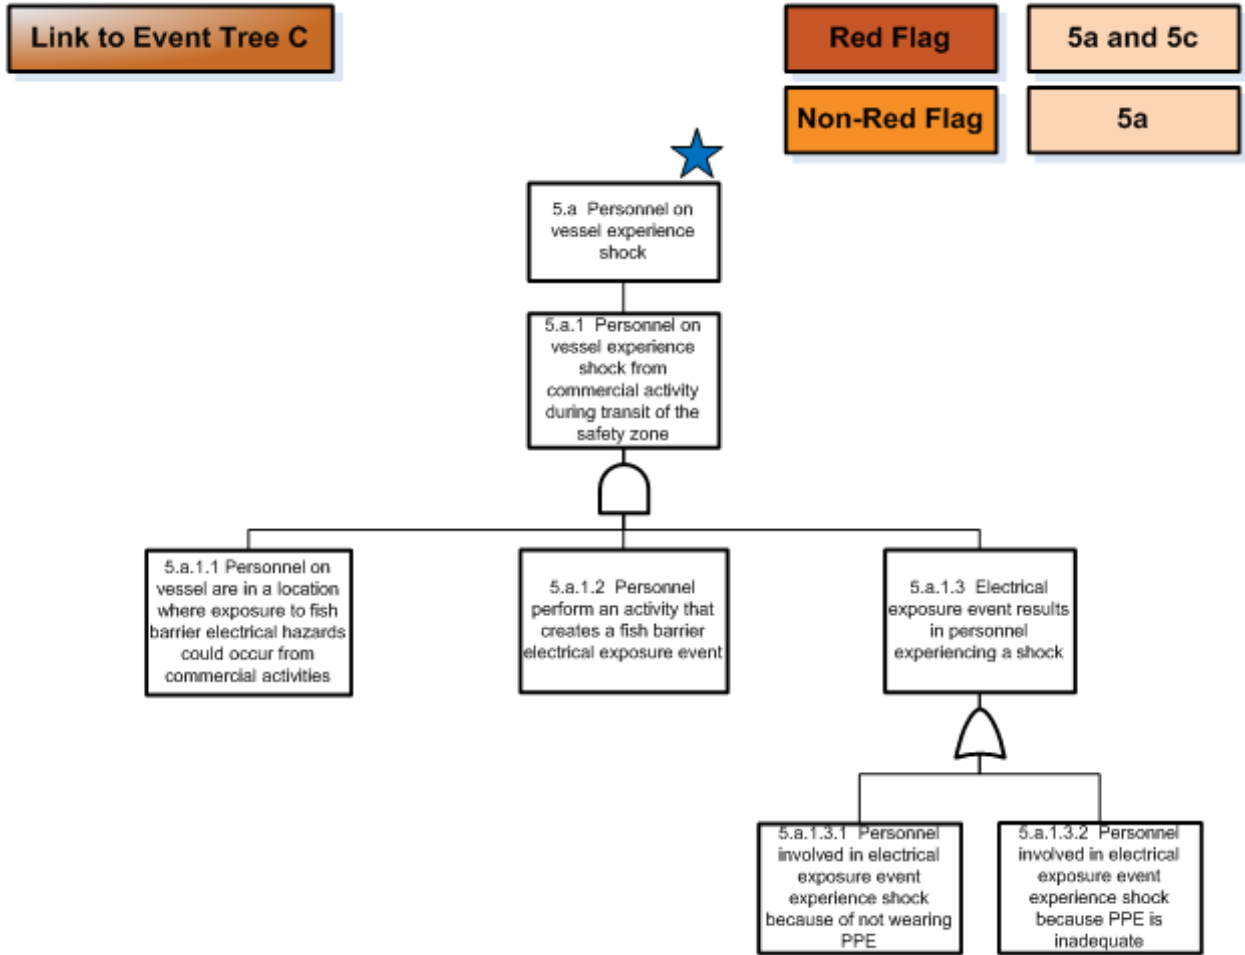 Link to Event Tree C
Red Flag
5a and 5c
Non-Red Flag
5a
5.a Personnel on
vessel experience
shock
5.a.1 Personnel on
vessel experience
shock from
commercial activity
during transit of the
safety zone
5.a.1.1 Personnel on
vessel are in a location
where exposure to fish
barrier electrical hazards
could occur from
commercial activities
5.a.1.2 Personnel
perform an activity that
creates a fish barrier
electrical exposure event
5.a.1.3 Electrical
exposure event results
in personnel
experiencing a shock
5.a.1.3.1 Personnel
involved in electrical
exposure event
experience shock
because of not wearing
PPE
5.a.1.3.2 Personnel
involved in electrical
exposure event
experience shock
because PPE is
inadequate